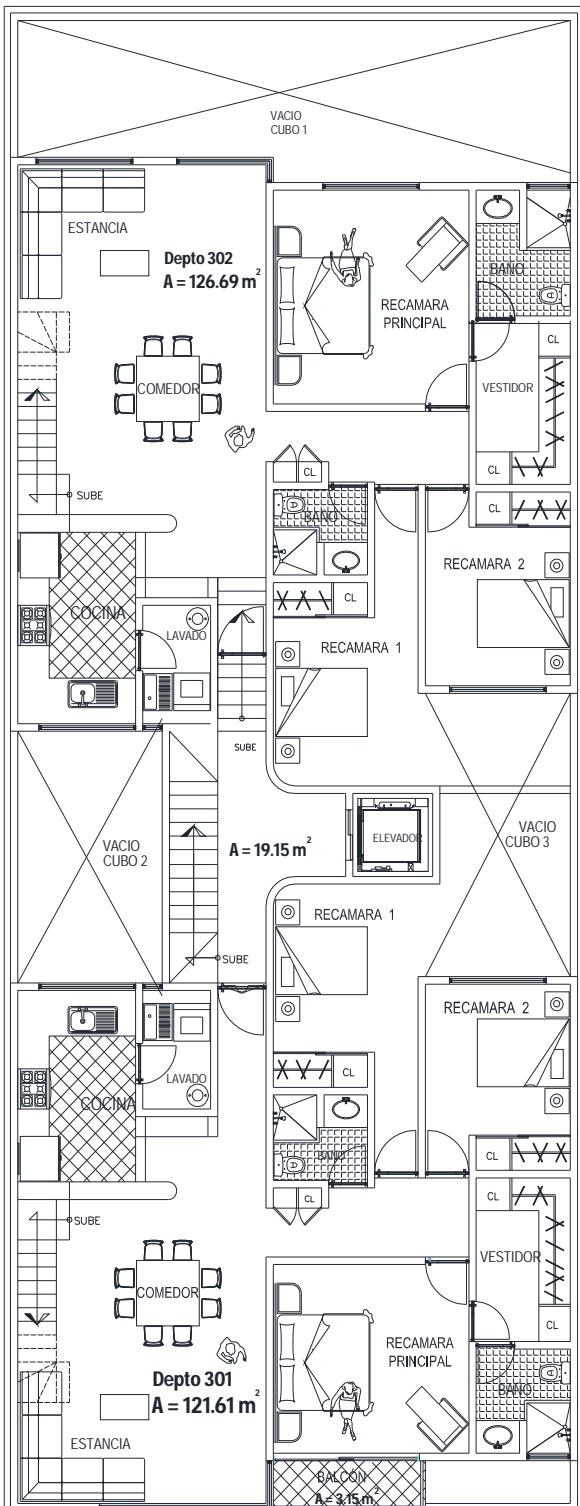 VACIO
CUBO 1
ESTANCIA
Depto 302
A = 126.69 m²
RECAMARA
PRINCIPAL
BAÑO
CL
VESTIDOR
CL
COMEDOR
SUBE
CL
CL
BAÑO
COCINA
LAVADO
CL
RECAMARA 1
RECAMARA 2
SUBE
VACIO
CUBO 2
A = 19.15 m²
ELEVADOR
VACIO
CUBO 3
SUBE
RECAMARA 1
RECAMARA 2
LAVADO
COCINA
CL
BAÑO
CL
CL
CL
SUBE
COMEDOR
VESTIDOR
CL
RECAMARA
PRINCIPAL
BAÑO
Depto 301
A = 121.61 m²
ESTANCIA
BALCÓN
A = 3.15 m²